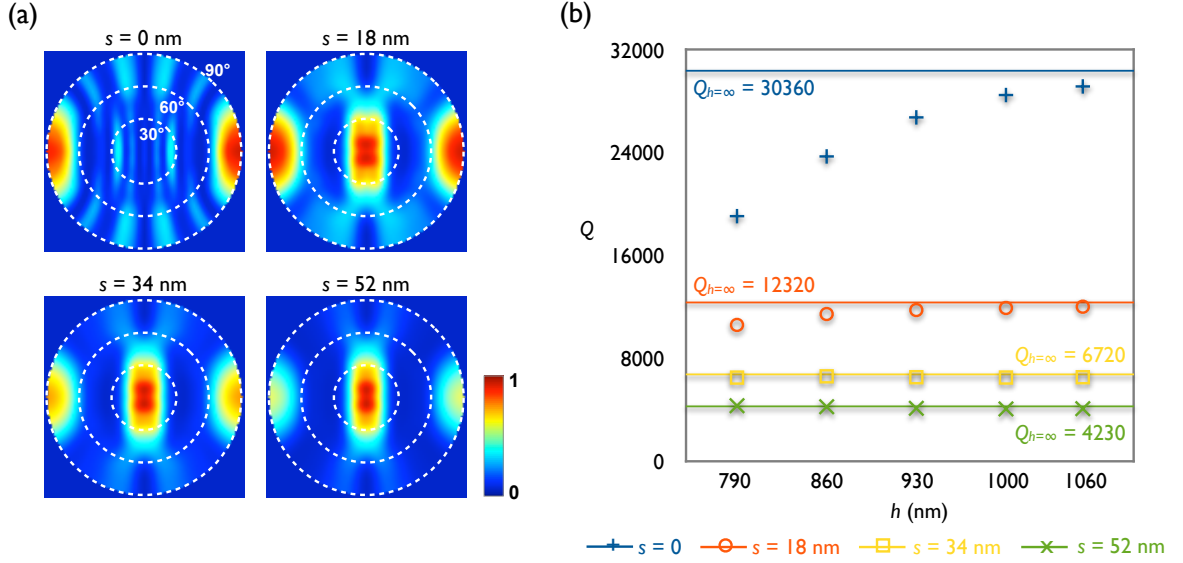 (a)
s = 0 nm
s = 18 nm
90°
60°
30°
s = 34 nm
s = 52 nm
1
0
(b)
32000
24000
16000
8000
0
Q
Qh=∞ = 30360
Qh=∞ = 12320
Qh=∞ = 6720
Qh=∞ = 4230
790 860 930 1000 1060
h (nm)
s = 0 s = 18 nm s = 34 nm s = 52 nm